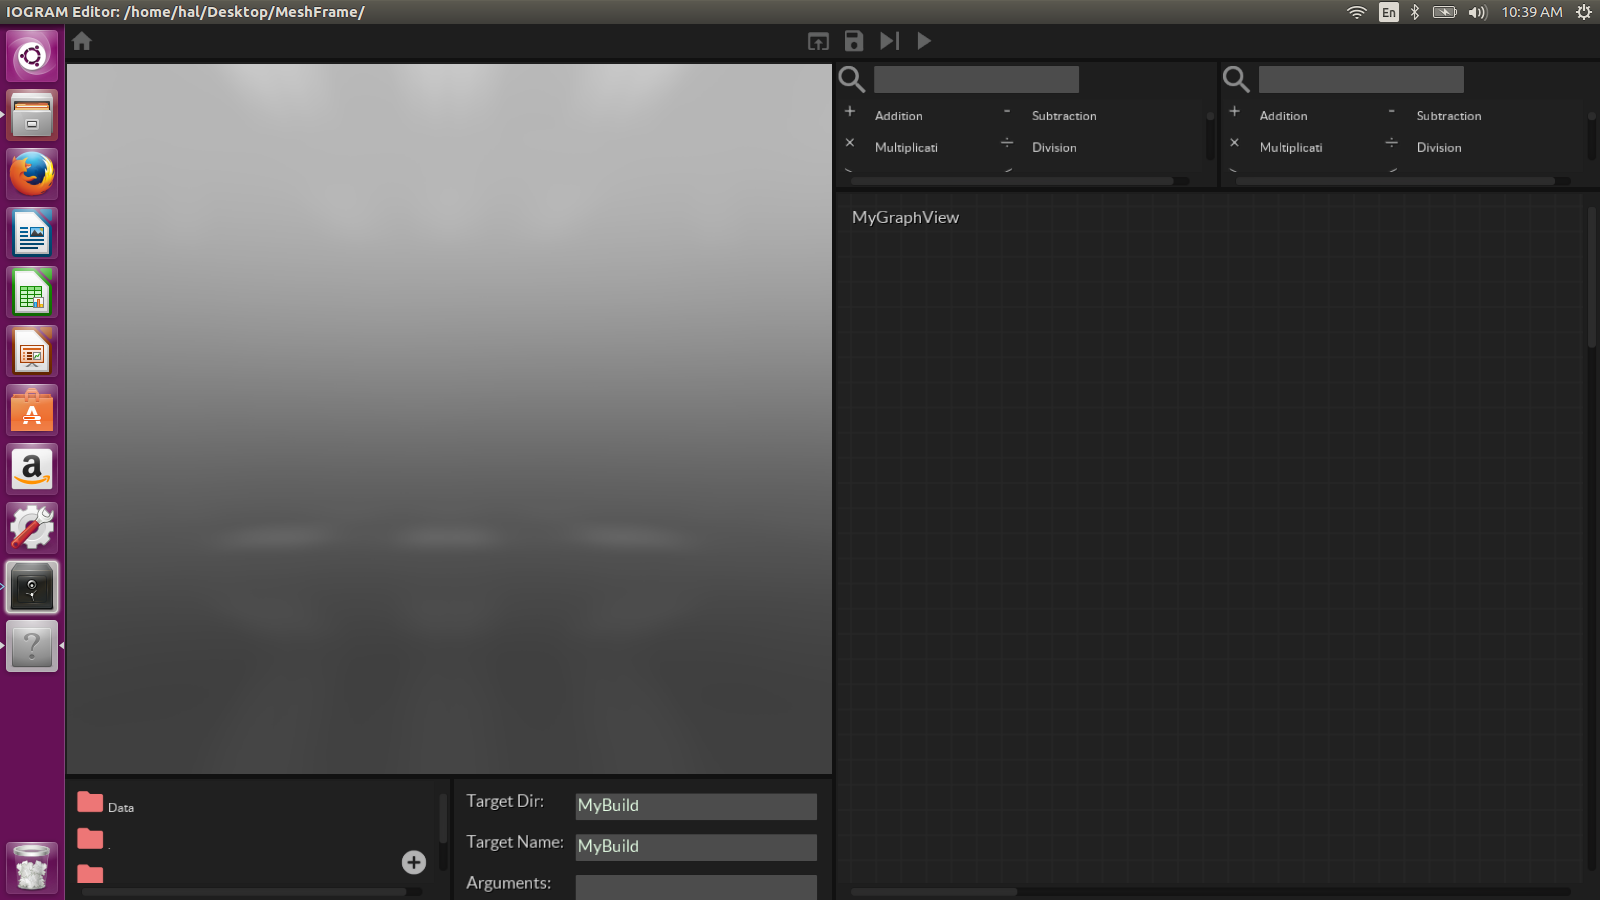 IOGRAM Editor: /home/hal/Desktop/MeshFrame/
En
10:39 AM
+ Addition - Subtraction
× Multiplicati ÷ Division
+ Addition - Subtraction
× Multiplicati ÷ Division
MyGraphView
Data
.
Target Dir: MyBuild
Target Name: MyBuild
Arguments: